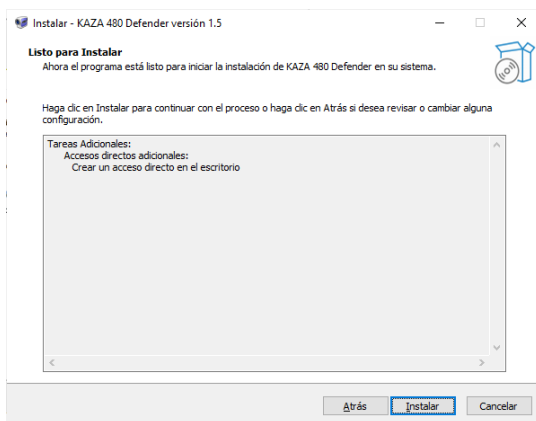 Instalar - KAZA 480 Defender versión 1.5
Listo para Instalar
Ahora el programa está listo para iniciar la instalación de KAZA 480 Defender en su sistema.
Haga clic en Instalar para continuar con el proceso o haga clic en Atrás si desea revisar o cambiar alguna
configuración.
Tareas Adicionales:
Accesos directos adicionales:
Crear un acceso directo en el escritorio
Atrás Instalar Cancelar